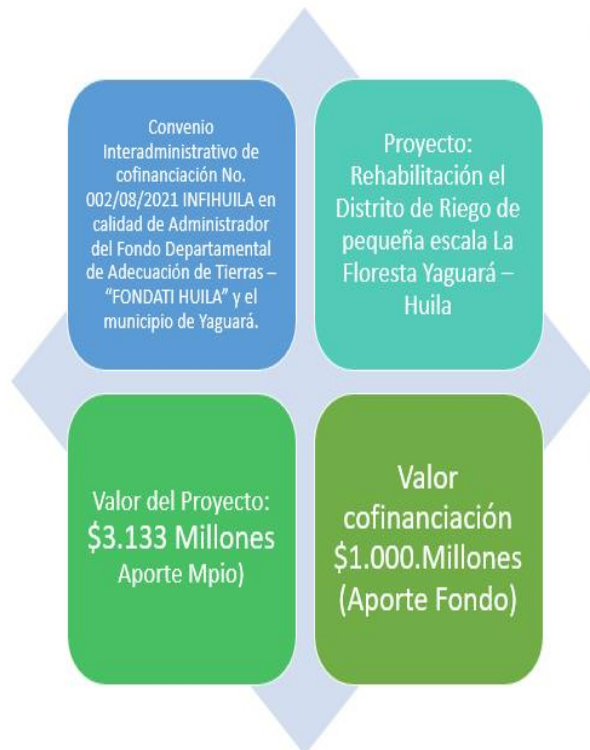 Convenio
Interadministrativo de
cofinanciación No.
002/08/2021 INFIHUILA en
calidad de Administrador
del Fondo Departamental
de Adecuación de Tierras –
“FONDATI HUILA” y el
municipio de Yaguará.
Proyecto:
Rehabilitación el
Distrito de Riego de
pequeña escala La
Floresta Yaguará –
Huila
Valor del Proyecto:
$3.133 Millones
Aporte Mpio)
Valor
cofinanciación
$1.000.Millones
(Aporte Fondo)